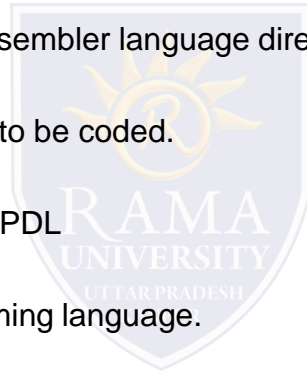 sembler language dire
to be coded.
PDL
RAMA
UNIVERSITY
UTTAR PRADESH
ning language.